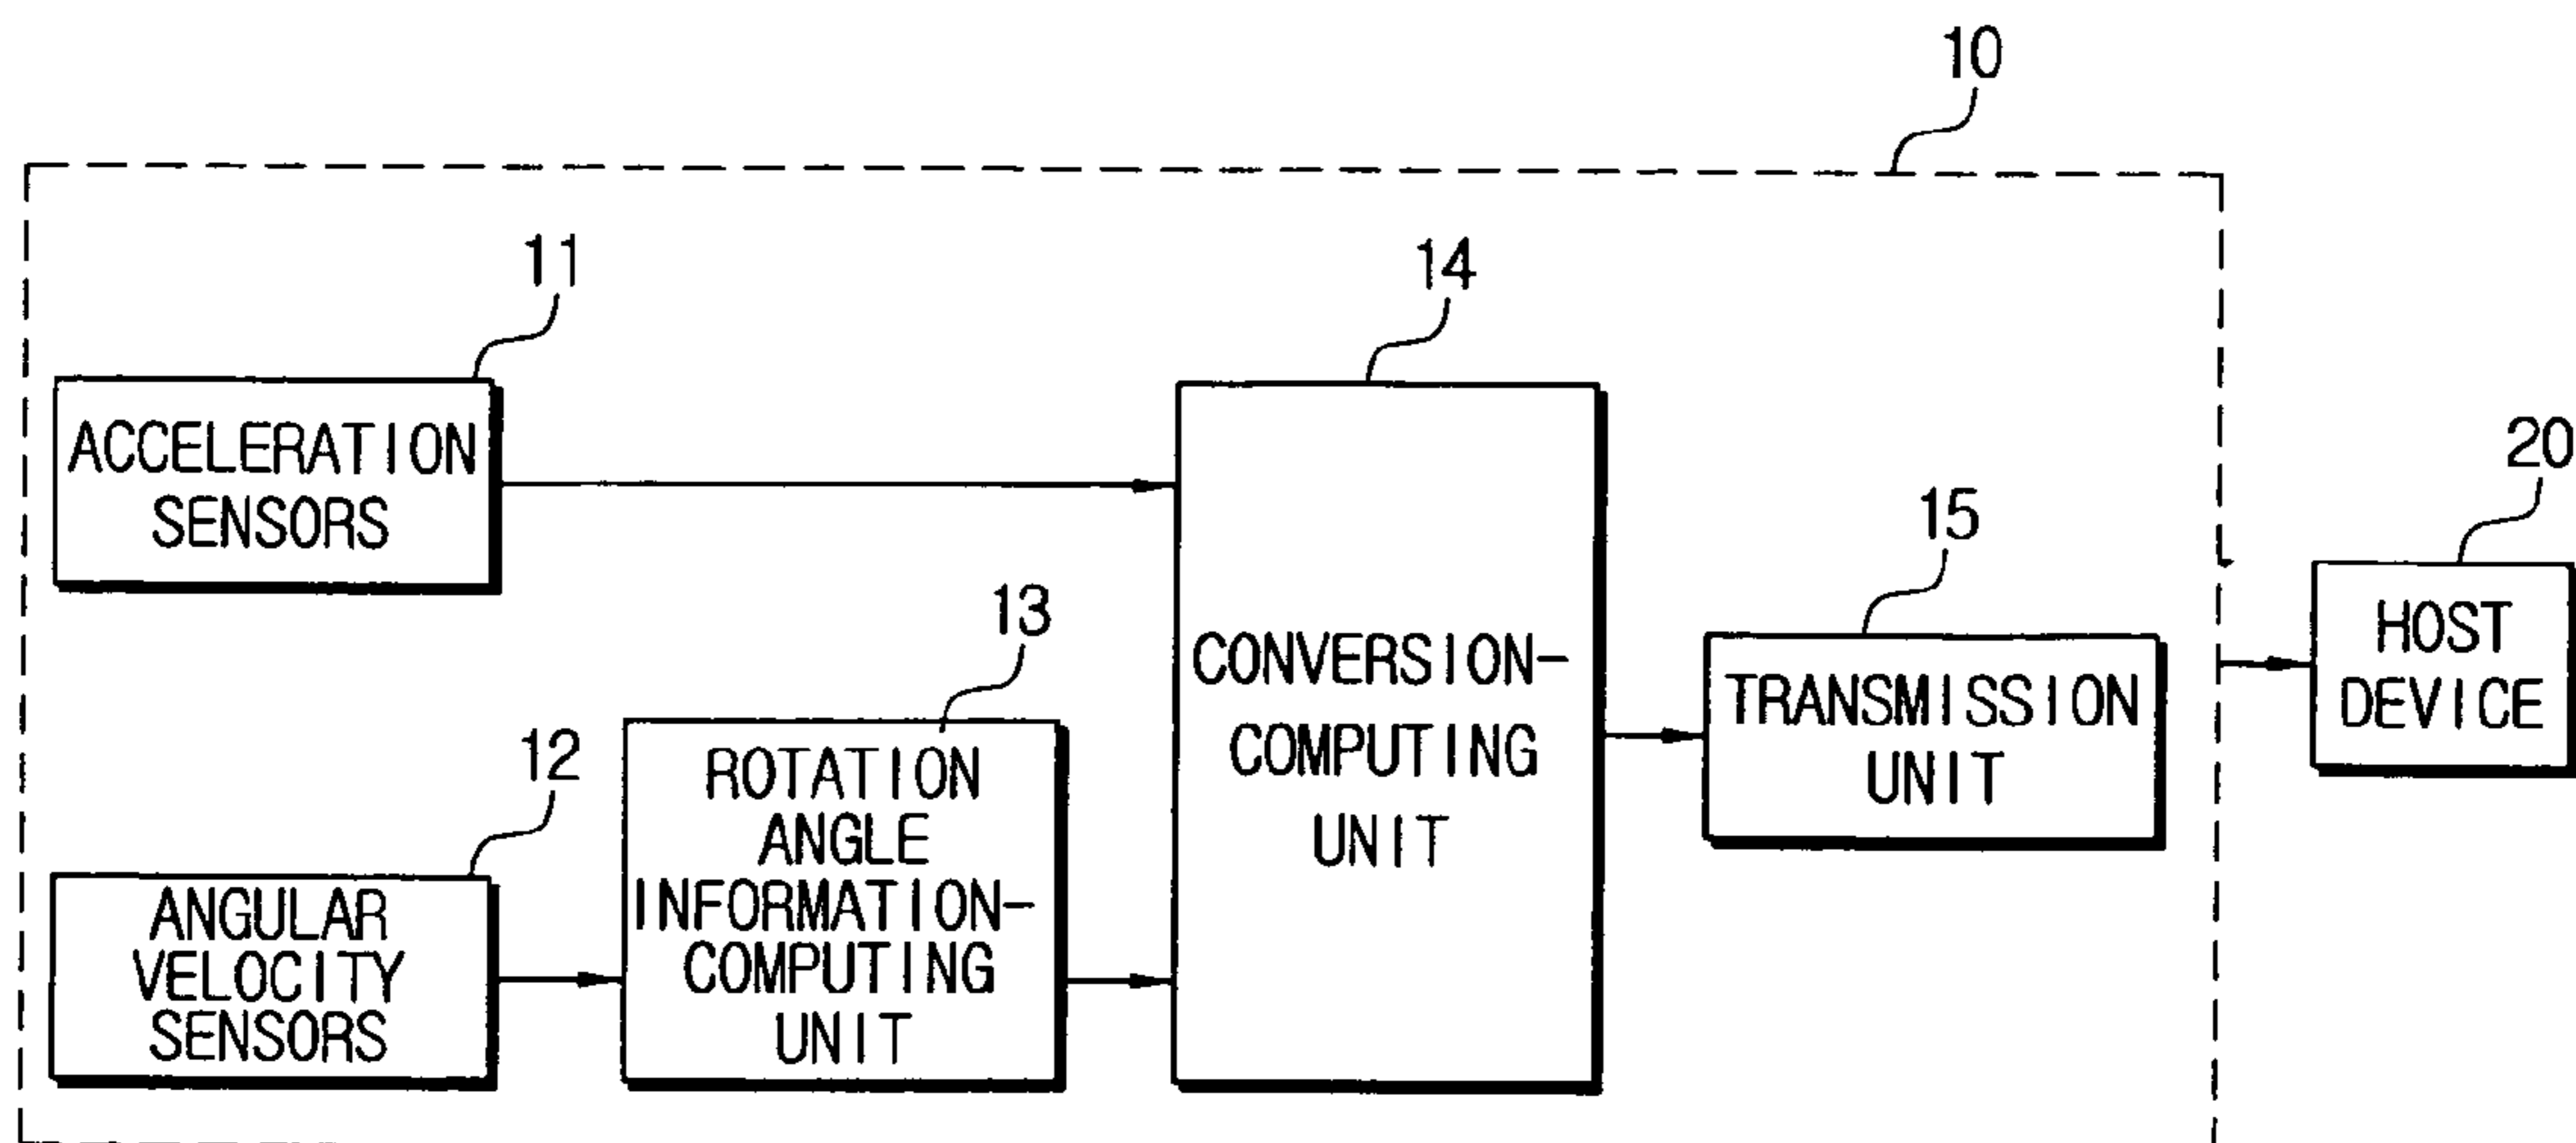 10
11
ACCELERATION
SENSORS
12
ANGULAR
VELOCITY
SENSORS
13
ROTATION
ANGLE
INFORMATION-
COMPUTING
UNIT
14
CONVERSION-
COMPUTING
UNIT
15
TRANSMISSION
UNIT
20
HOST
DEVICE